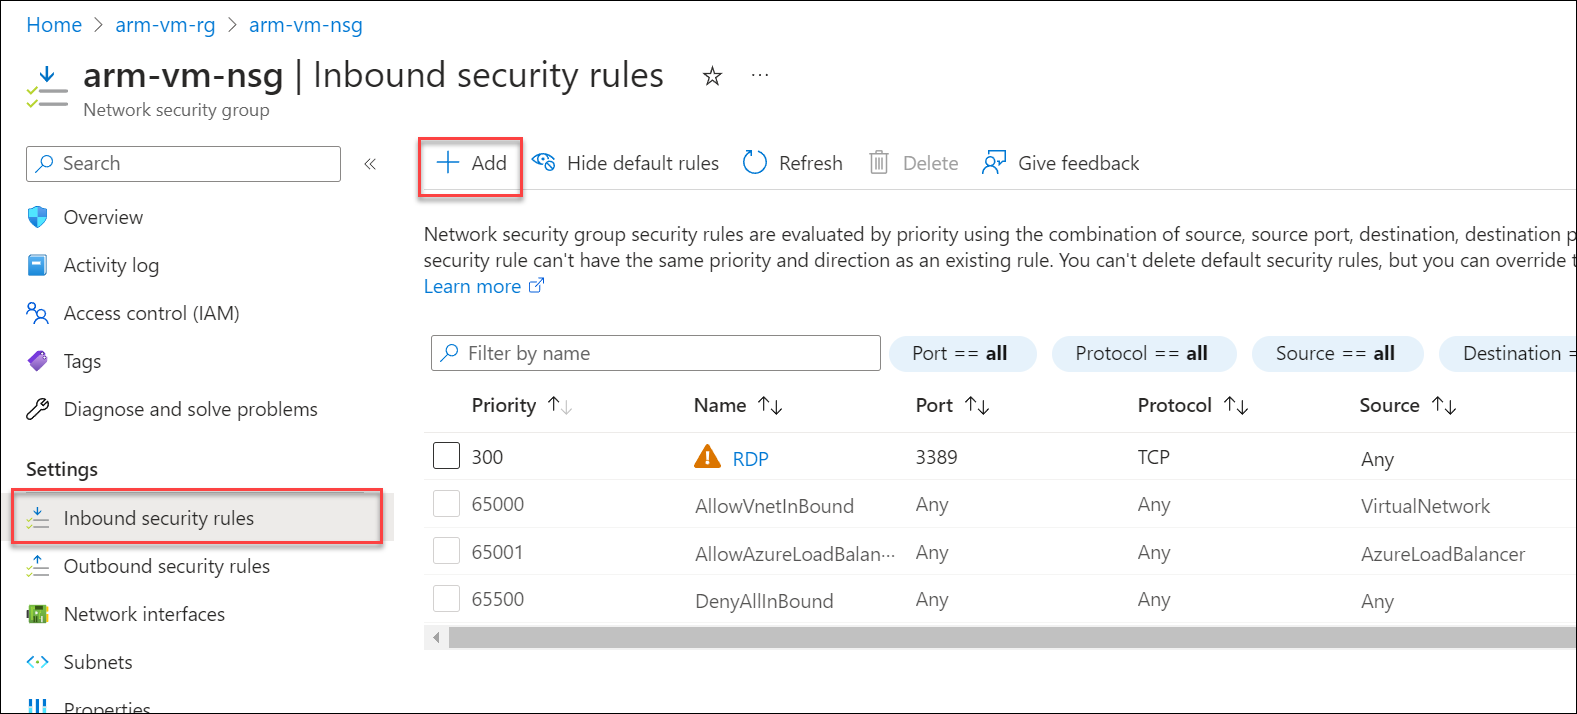 Home > arm-vm-rg > arm-vm-nsg
arm-vm-nsg | Inbound security rules ☆ ···
Network security group
Search «
Overview
Activity log
Access control (IAM)
Tags
Diagnose and solve problems
Settings
Inbound security rules
Outbound security rules
Network interfaces
Subnets
Properties
+ Add Hide default rules Refresh Delete Give feedback
Network security group security rules are evaluated by priority using the combination of source, source port, destination, destination p
security rule can't have the same priority and direction as an existing rule. You can't delete default security rules, but you can override t
Learn more
Filter by name Port == all Protocol == all Source == all Destination =
Priority ↑↓ Name ↑↓ Port ↑↓ Protocol ↑↓ Source ↑↓
300 RDP 3389 TCP Any
65000 AllowVnetInBound Any Any VirtualNetwork
65001 AllowAzureLoadBalan··· Any Any AzureLoadBalancer
65500 DenyAllInBound Any Any Any